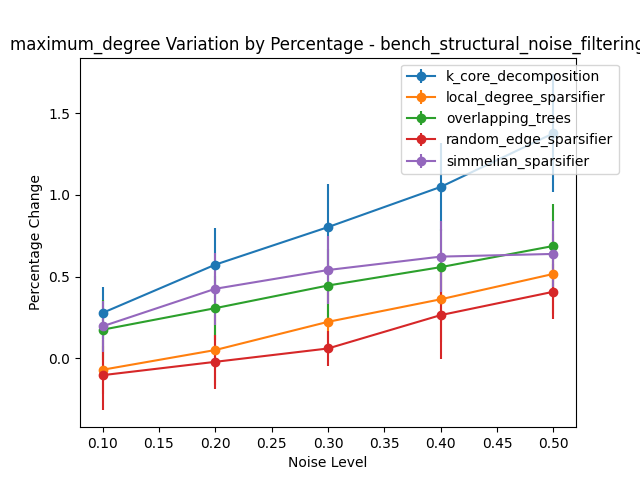 maximum_degree Variation by Percentage - bench_structural_noise_filtering
k_core_decomposition
local_degree_sparsifier
overlapping_trees
random_edge_sparsifier
simmelian_sparsifier
Percentage Change
1.5
1.0
0.5
0.0
0.10 0.15 0.20 0.25 0.30 0.35 0.40 0.45 0.50
Noise Level